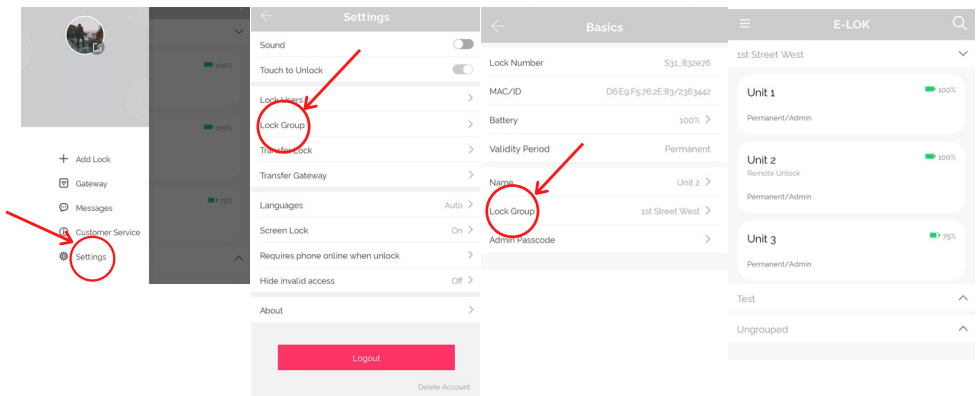 100%
100%
75%
+ Add Lock
Gateway
Messages
Customer Service
Settings
Settings
Sound
Touch to Unlock
Lock Users
Lock Group
Transfer Lock
Transfer Gateway
Languages Auto
Screen Lock On
Requires phone online when unlock
Hide invalid access Off
About
Logout
Delete Account
Basics
Lock Number S31_832e76
MAC/ID D6:E9:F5:76:2E:83/2363442
Battery 100%
Validity Period Permanent
Name Unit 2
Lock Group 1st Street West
Admin Passcode
E-LOK
1st Street West
Unit 1 100%
Permanent/Admin
Unit 2 100%
Remote Unlock
Permanent/Admin
Unit 3 75%
Permanent/Admin
Test
Ungrouped